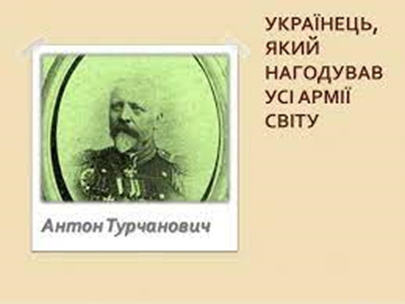 УКРАЇНЕЦЬ,
ЯКИЙ
НАГОДУВАВ
УСІ АРМІЇ
СВІТУ
Антон Турчанович